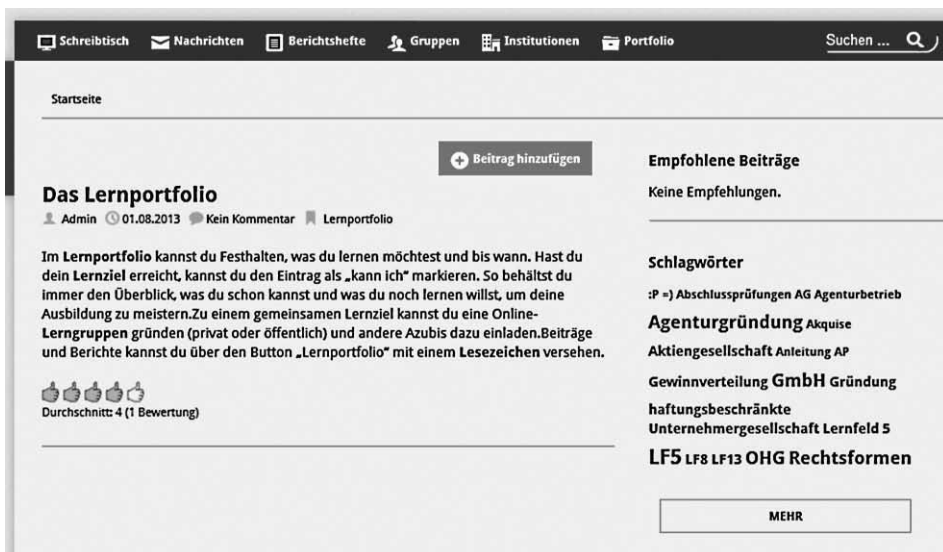 Schreibtisch Nachrichten Berichtshefte Gruppen Institutionen Portfolio Suchen ...
Startseite
Beitrag hinzufügen
Das Lernportfolio
Admin 01.08.2013 Kein Kommentar Lernportfolio
Im Lernportfolio kannst du Festhalten, was du lernen möchtest und bis wann. Hast du
dein Lernziel erreicht, kannst du den Eintrag als „kann ich“ markieren. So behältst du
immer den Überblick, was du schon kannst und was du noch lernen willst, um deine
Ausbildung zu meistern.Zu einem gemeinsamen Lernziel kannst du eine Online-
Lerngruppen gründen (privat oder öffentlich) und andere Azubis dazu einladen.Beiträge
und Berichte kannst du über den Button „Lernportfolio“ mit einem Lesezeichen versehen.
Durchschnitt: 4 (1 Bewertung)
Empfohlene Beiträge
Keine Empfehlungen.
Schlagwörter
:P =) Abschlussprüfungen AG Agenturbetrieb
Agenturgründung Akquise
Aktiengesellschaft Anleitung AP
Gewinnverteilung GmbH Gründung
haftungsbeschränkte
Unternehmergesellschaft Lernfeld 5
LF5 LF8 LF13 OHG Rechtsformen
MEHR